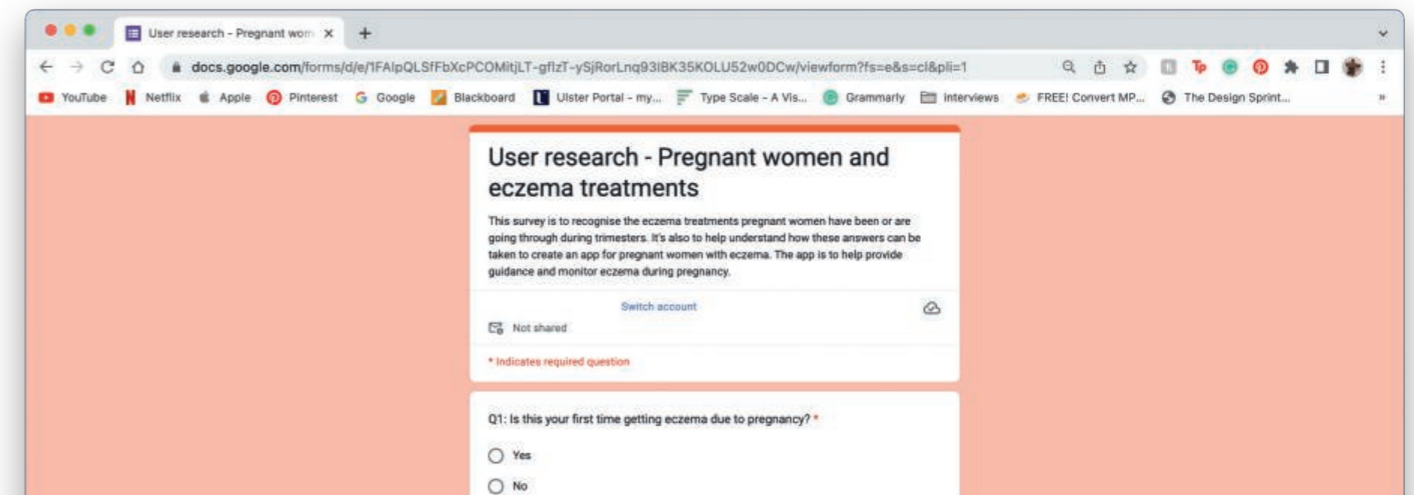 User research - Pregnant wom
docs.google.com/forms/d/e/1FAIpQLSfFbXcPCOMitjLT-gflzT-ySjRorLnq93IBK35KOLU52w0DCw/viewform?fs=e&s=cl&pli=1
YouTube Netflix Apple Pinterest Google Blackboard Ulster Portal - my... Type Scale - A Vis... Grammarly interviews FREE! Convert MP... The Design Sprint...
User research - Pregnant women and
eczema treatments
This survey is to recognise the eczema treatments pregnant women have been or are
going through during trimesters. It's also to help understand how these answers can be
taken to create an app for pregnant women with eczema. The app is to help provide
guidance and monitor eczema during pregnancy.
Switch account
Not shared
* Indicates required question
Q1: Is this your first time getting eczema due to pregnancy? *
Yes
No